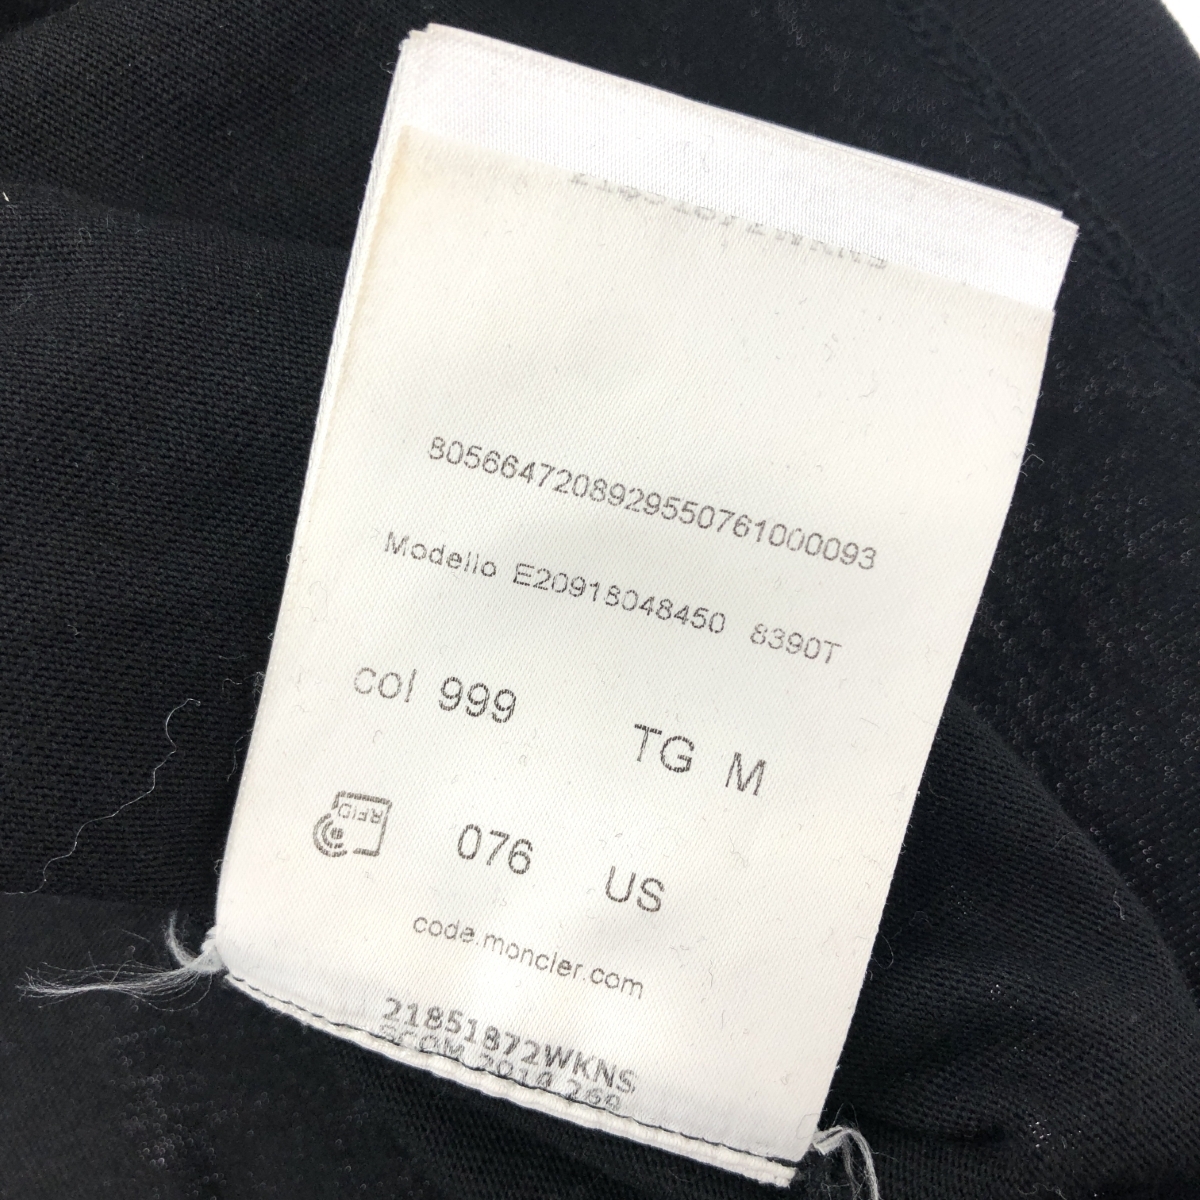 8056647208929550761000093
Modello E20918048450 8390T
col 999 TG M
RFID 076 US
code.moncler.com
21851872WKNS